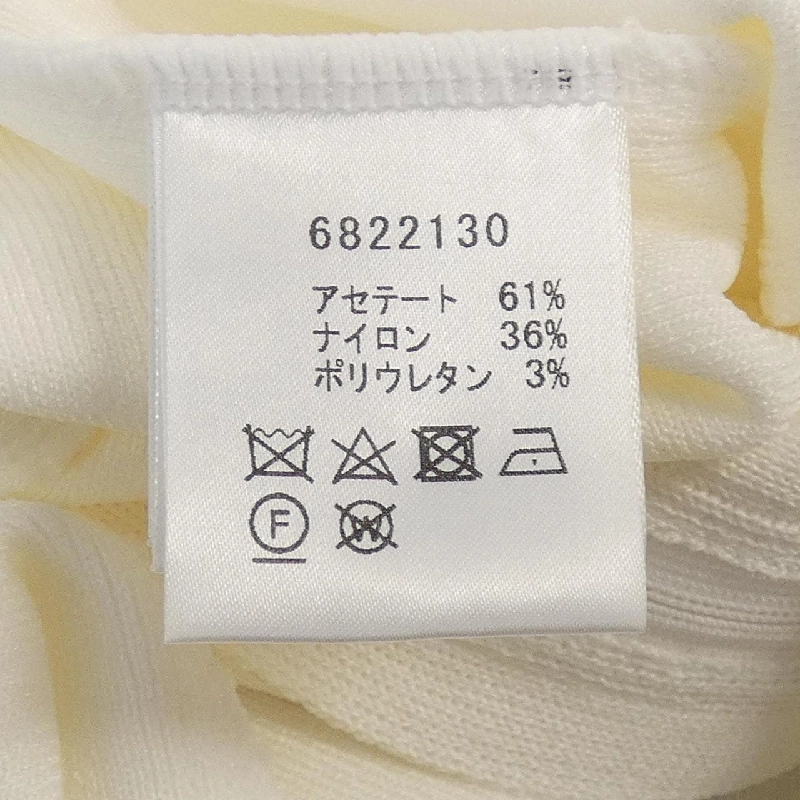 6822130
アセテート 61%
ナイロン 36%
ポリウレタン 3%
F
W